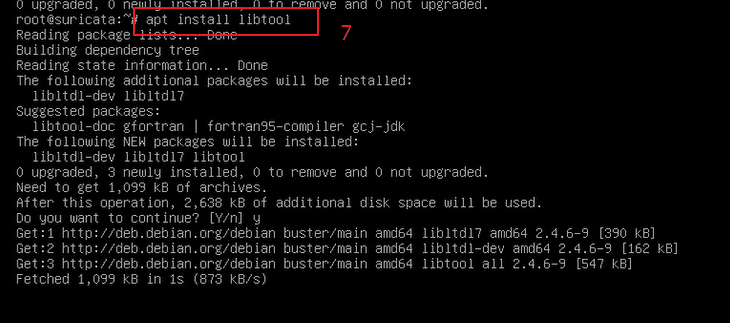 0 upgraded, 0 newly installed, 0 to remove and 0 not upgraded.
root@suricata:~# apt install libtool
7
Reading package lists... Done
Building dependency tree
Reading state information... Done
The following additional packages will be installed:
libltdl-dev libltdl7
Suggested packages:
libtool-doc gfortran | fortran95-compiler gcj-jdk
The following NEW packages will be installed:
libltdl-dev libltdl7 libtool
0 upgraded, 3 newly installed, 0 to remove and 0 not upgraded.
Need to get 1,099 kB of archives.
After this operation, 2,638 kB of additional disk space will be used.
Do you want to continue? [Y/n] y
Get:1 http://deb.debian.org/debian buster/main amd64 libltdl7 amd64 2.4.6-9 [390 kB]
Get:2 http://deb.debian.org/debian buster/main amd64 libltdl-dev amd64 2.4.6-9 [162 kB]
Get:3 http://deb.debian.org/debian buster/main amd64 libtool all 2.4.6-9 [547 kB]
Fetched 1,099 kB in 1s (873 kB/s)